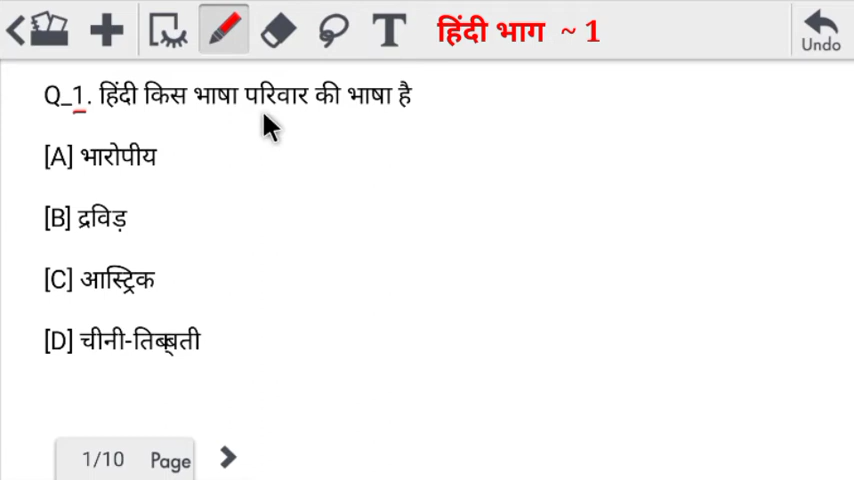 हिंदी भाग ~ 1
Undo
Q_1. हिंदी किस भाषा परिवार की भाषा है
[A] भारोपीय
[B] द्रविड़
[C] आस्ट्रिक
[D] चीनी-तिब्बती
1/10 Page